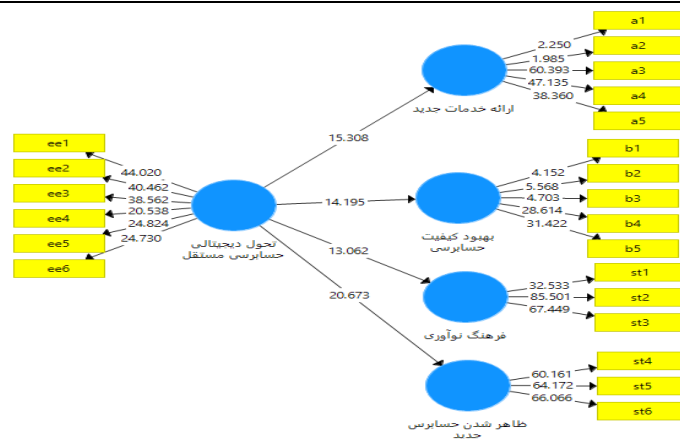 a1
a2
a3
a4
a5
2.250
1.985
60.393
47.135
38.360
ارائه خدمات جدید
15.308
ee1
ee2
ee3
ee4
ee5
ee6
44.020
40.462
38.562
20.538
24.824
24.730
تحول دیجیتالی
حسابرسی مستقل
14.195
b1
b2
b3
b4
b5
4.152
5.568
4.703
28.614
31.422
بهبود کیفیت
حسابرسی
13.062
st1
st2
st3
32.533
85.501
67.449
فرهنگ نوآوری
20.673
st4
st5
st6
60.161
64.172
66.066
ظاهر شدن حسابرس
جدید